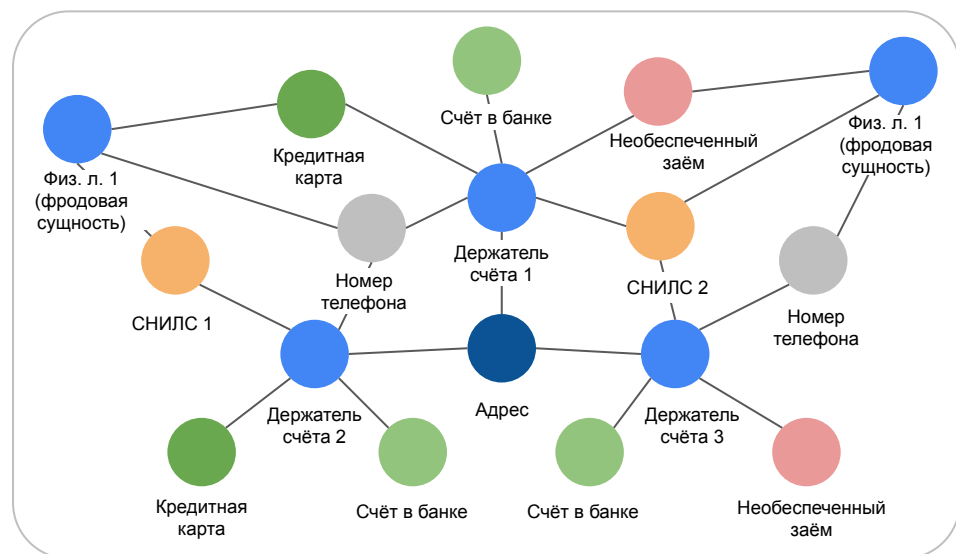 Счёт в банке
Необеспеченный
заём
Физ. л. 1
(фродовая
сущность)
Кредитная
карта
Физ. л. 1
(фродовая
сущность)
Держатель
счёта 1
Номер
телефона
СНИЛС 2
СНИЛС 1
Номер
телефона
Адрес
Держатель
счёта 2
Держатель
счёта 3
Кредитная
карта
Счёт в банке
Счёт в банке
Необеспеченный
заём